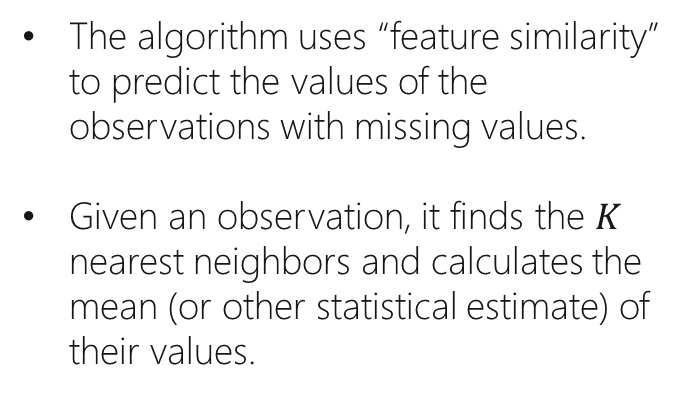 • The algorithm uses “feature similarity”
to predict the values of the
observations with missing values.
• Given an observation, it finds the K
nearest neighbors and calculates the
mean (or other statistical estimate) of
their values.